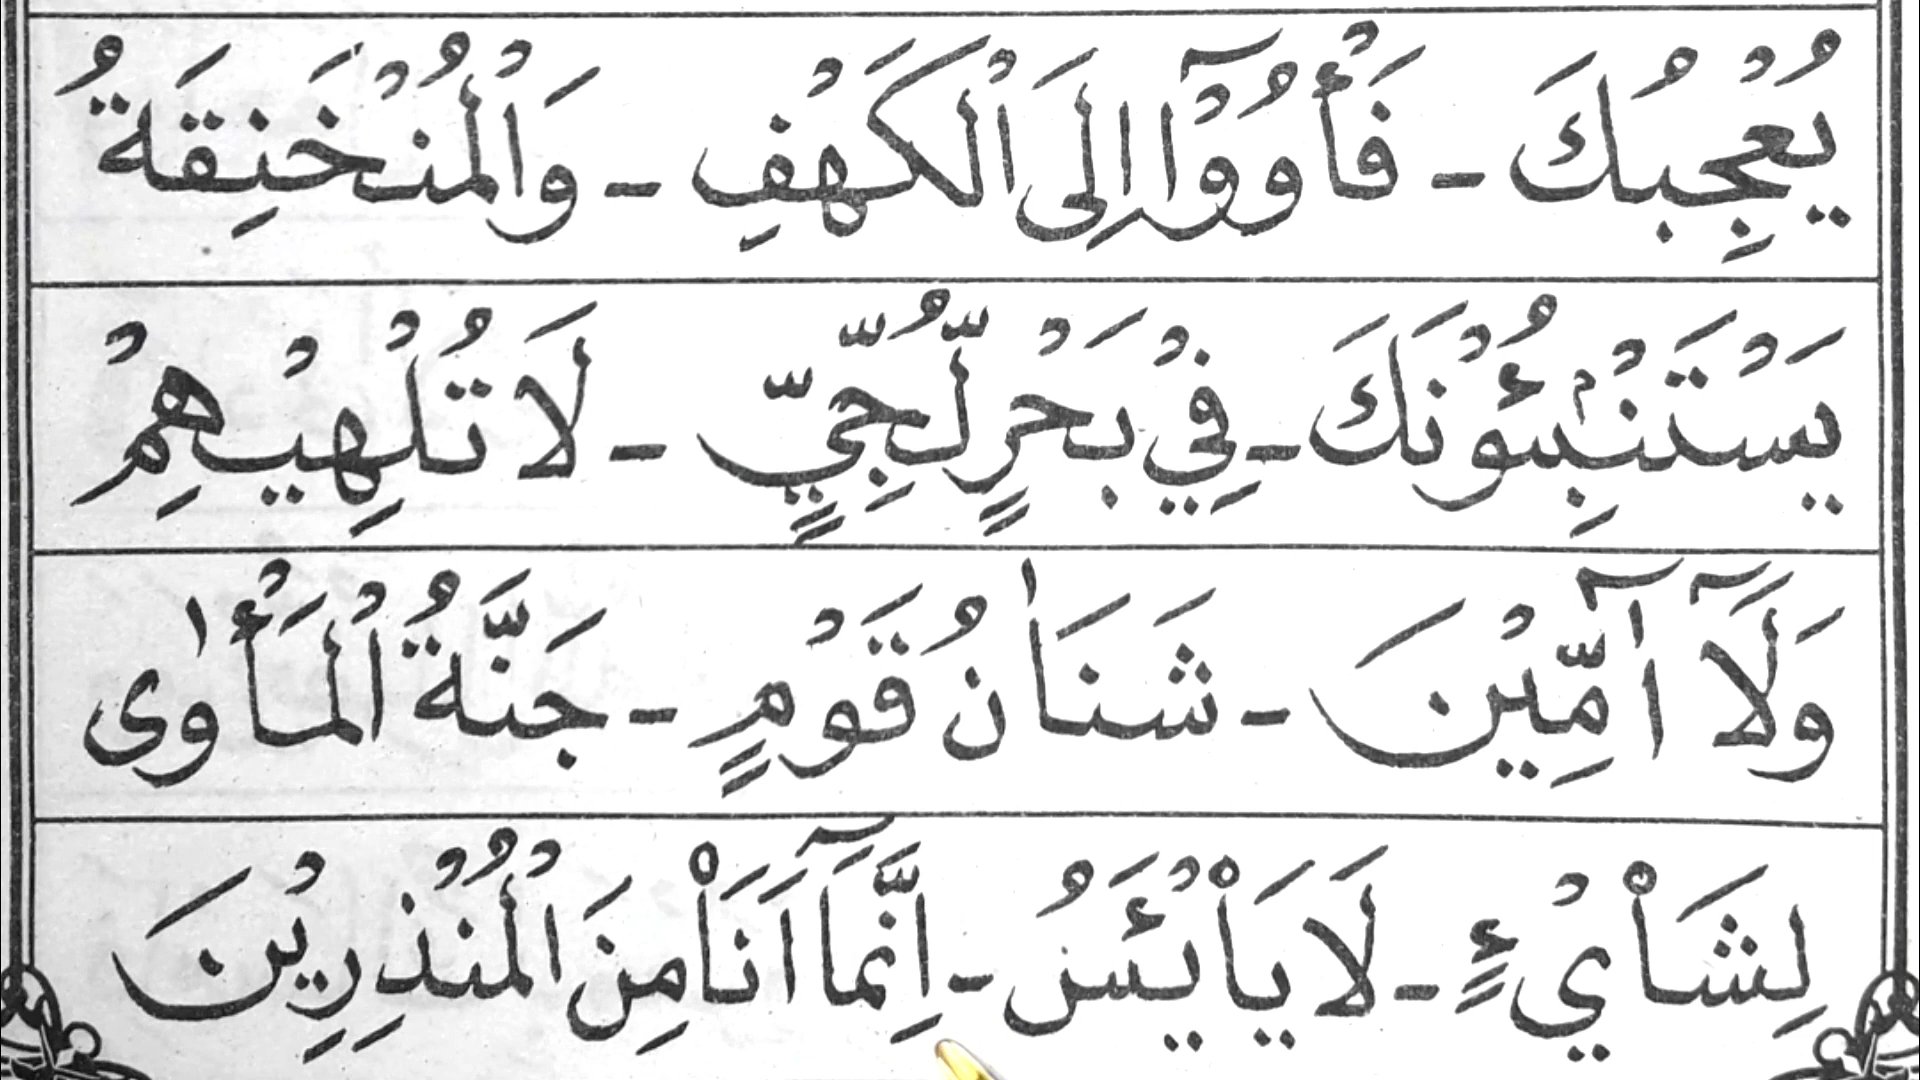 يُعْجِبُكَ - فَأْوُوْٓا اِلَى الْكَهْفِ - وَالْمُنْخَنِقَةُ
يَسْتَنْۢبِـُٔوْنَكَ - فِيْ بَحْرٍ لُّجِّيٍّ - لَا تُلْهِيْهِمْ
وَلَآ آٰمِّيْنَ - شَنَاٰنُ قَوْمٍ - جَنَّةُ الْمَأْوٰى
لِشَا۟يْءٍ - لَا يَا۟يْـَٔسُ - اِنَّمَآ اَنَا۟ مِنَ الْمُنْذِرِيْنَ